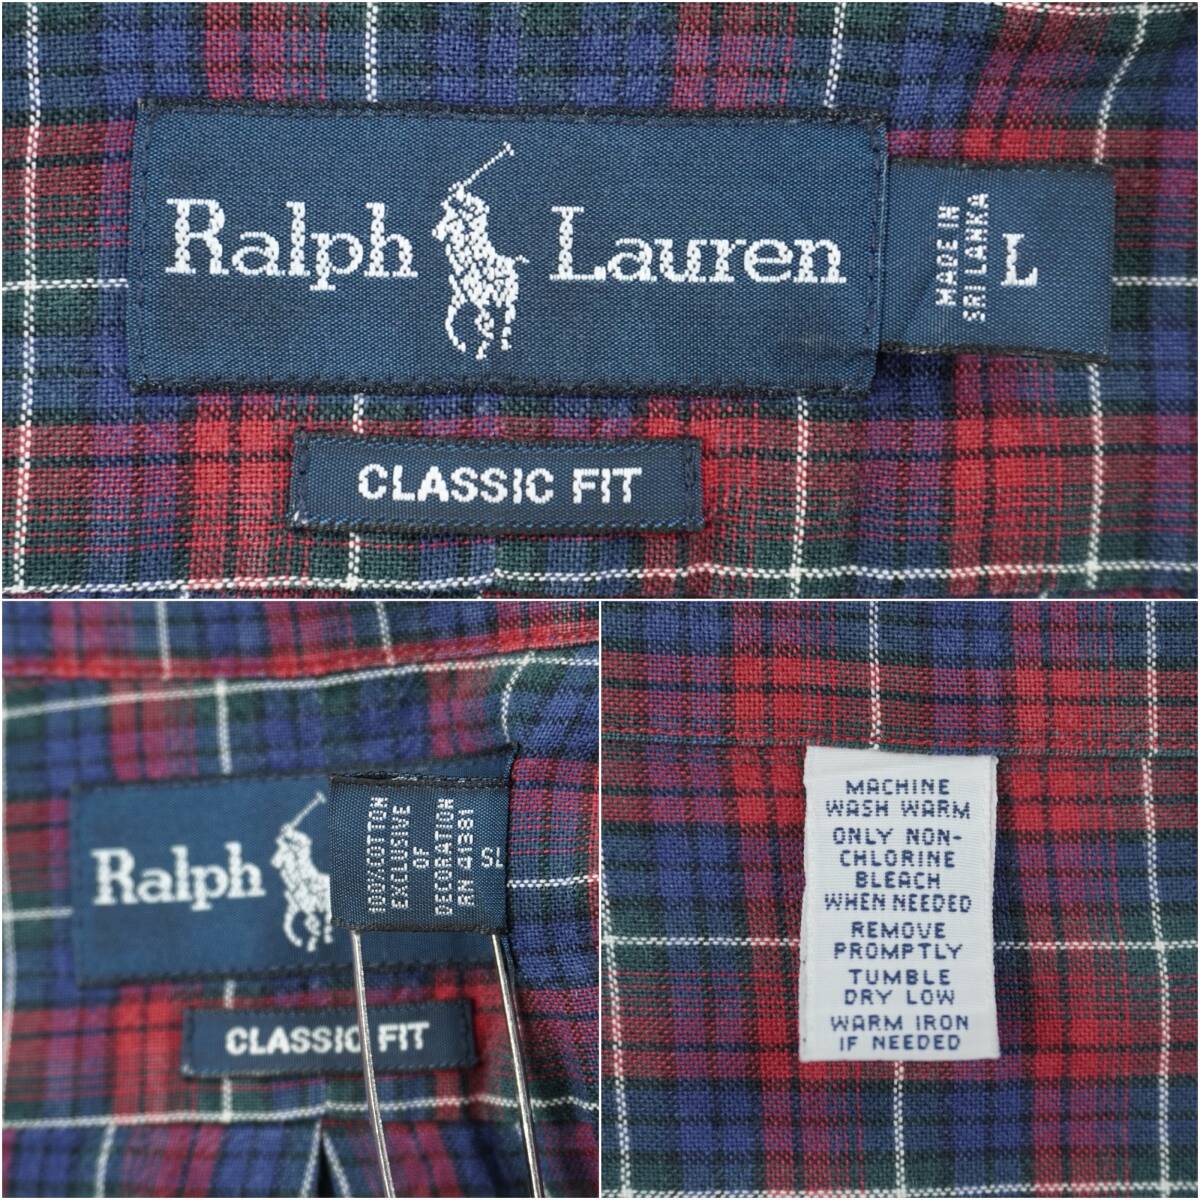 Ralph Lauren
MADE IN
SRI LANKA
L
CLASSIC FIT
Ralph
100%COTTON
EXCLUSIVE
OF
DECORATION
RN 41381
SL
CLASSIC FIT
MACHINE
WASH WARM
ONLY NON-
CHLORINE
BLEACH
WHEN NEEDED
REMOVE
PROMPTLY
TUMBLE
DRY LOW
WARM IRON
IF NEEDED